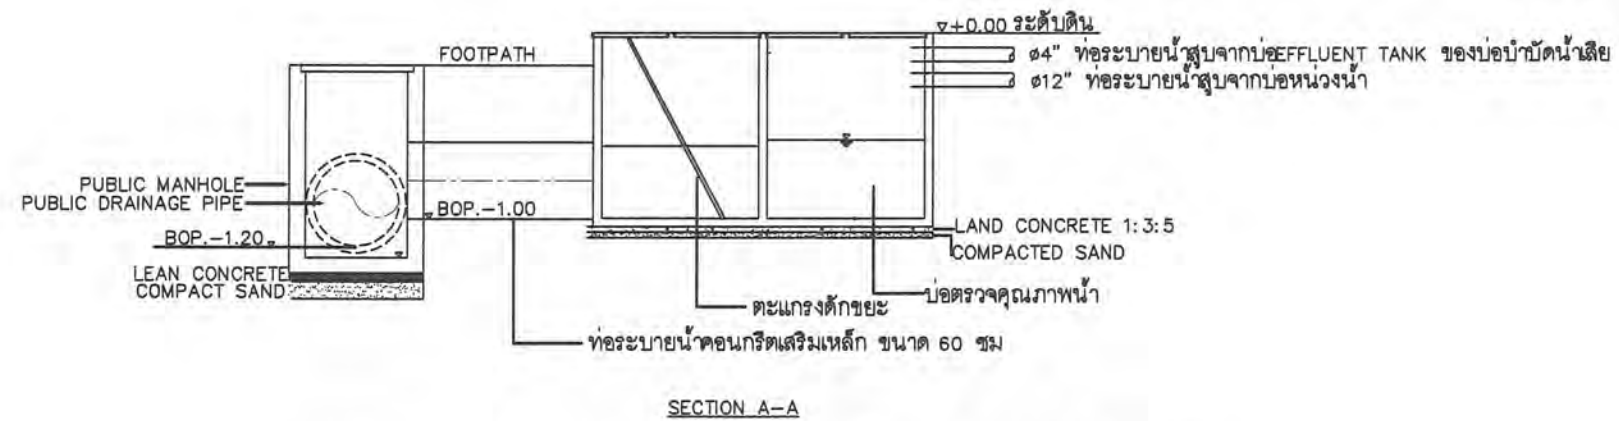 ▽+0.00 ระดับดิน
FOOTPATH
ø4" ท่อระบายน้ำสูบจากบ่อEFFLUENT TANK ของบ่อบำบัดน้ำเสีย
ø12" ท่อระบายน้ำสูบจากบ่อหน่วงน้ำ
PUBLIC MANHOLE
PUBLIC DRAINAGE PIPE
BOP.-1.00
BOP.-1.20
LAND CONCRETE 1:3:5
COMPACTED SAND
LEAN CONCRETE
COMPACT SAND
บ่อตรวจคุณภาพน้ำ
ตะแกรงดักขยะ
ท่อระบายน้ำคอนกรีตเสริมเหล็ก ขนาด 60 ซม
SECTION A-A